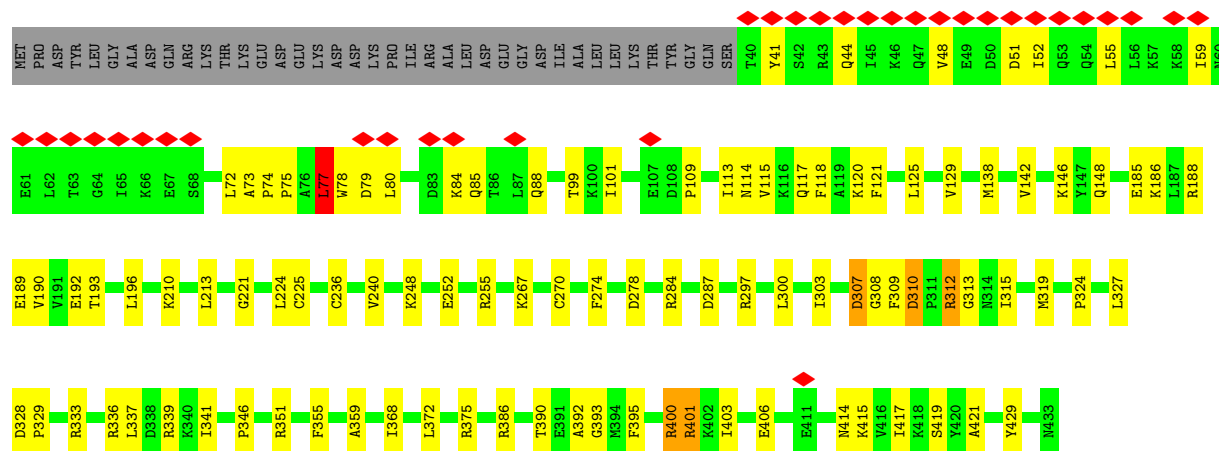 MET PRO ASP TYR LEU GLY ALA ASP GLN ARG LYS THR LYS GLU ASP GLU LYS ASP ASP LYS PRO ILE ARG ALA LEU ASP GLU GLY ASP ILE ALA LEU LEU LYS THR TYR GLY GLN SER T40 Y41 S42 R43 Q44 I45 K46 Q47 V48 E49 D50 D51 I52 Q53 Q54 L55 L56 K57 K58 I59 N60
E61 L62 T63 G64 I65 K66 E67 S68 L72 A73 P74 P75 A76 L77 W78 D79 L80 D83 K84 Q85 T86 L87 Q88 T99 K100 I101 E107 D108 P109 I113 N114 V115 K116 Q117 F118 A119 K120 F121 L125 V129 M138 V142 K146 Y147 Q148 E185 K186 L187 R188
E189 V190 V191 E192 T193 L196 K210 L213 G221 L224 C225 C236 V240 K248 E252 R255 K267 C270 F274 D278 R284 D287 R297 L300 I303 D307 G308 F309 D310 P311 R312 G313 N314 I315 M319 P324 L327
D328 P329 R333 R336 L337 D338 R339 K340 I341 P346 R351 F355 A359 I368 L372 R375 R386 T390 E391 A392 G393 M394 F395 R400 R401 K402 I403 E406 E411 N414 K415 V416 I417 K418 S419 Y420 A421 Y429 N433